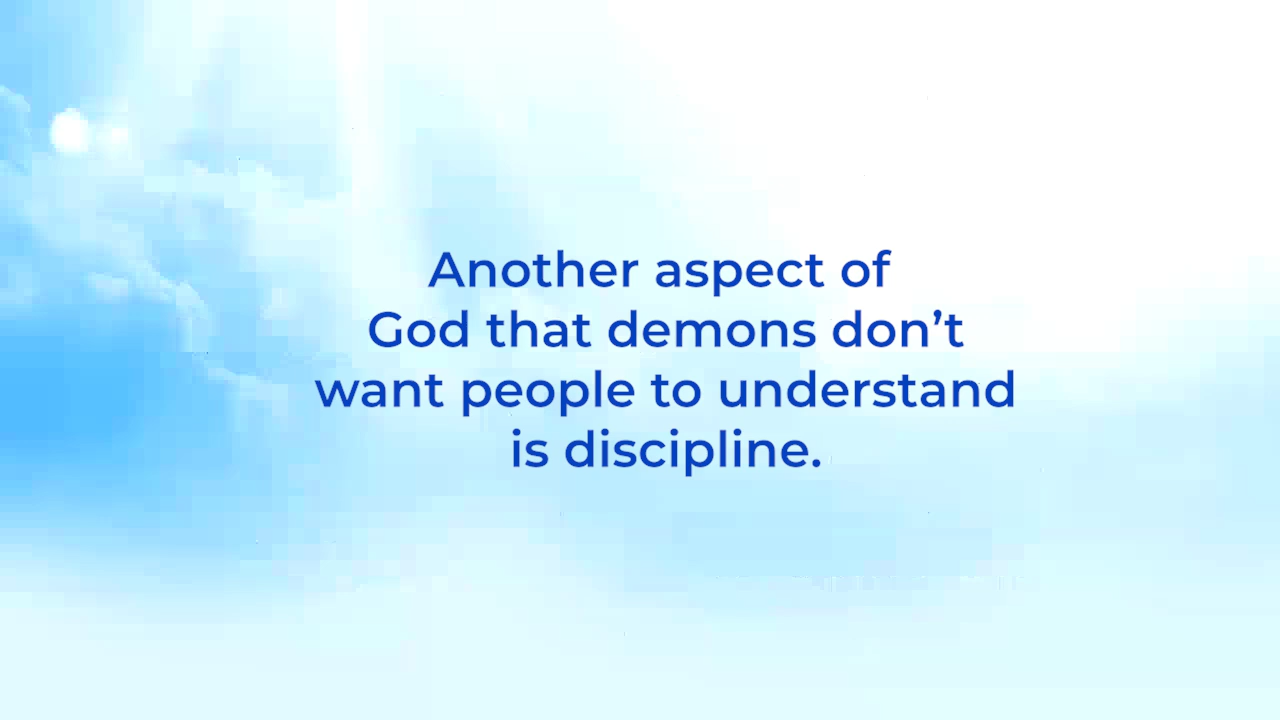 Another aspect of
God that demons don’t
want people to understand
is discipline.